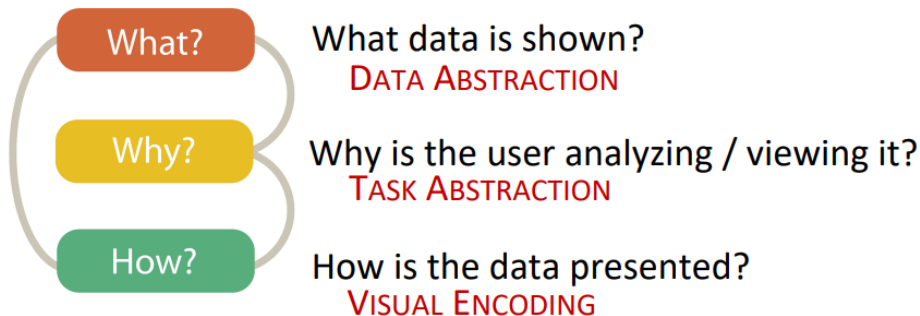 What?
What data is shown?
DATA ABSTRACTION
Why?
Why is the user analyzing / viewing it?
TASK ABSTRACTION
How?
How is the data presented?
VISUAL ENCODING